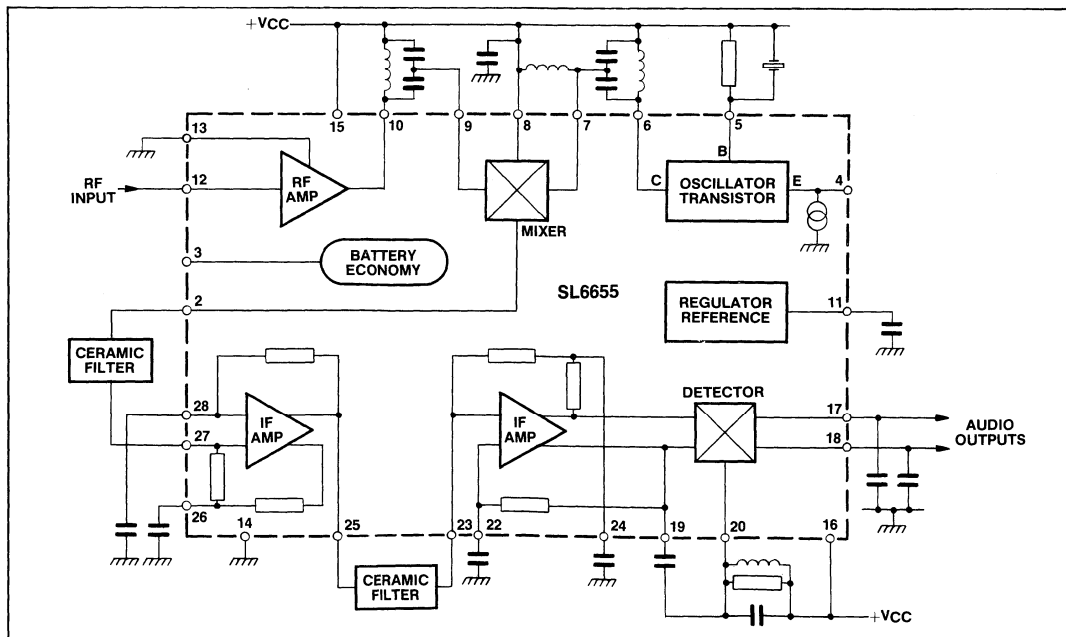 +VCC
13
15
10
9
8
7
6
5
RF
INPUT
12
RF
AMP
B
C
OSCILLATOR
TRANSISTOR
E
4
MIXER
3
BATTERY
ECONOMY
SL6655
2
REGULATOR
REFERENCE
11
CERAMIC
FILTER
DETECTOR
28
IF
AMP
IF
AMP
17
27
18
AUDIO
OUTPUTS
26
14
25
23
22
24
19
20
16
CERAMIC
FILTER
+VCC